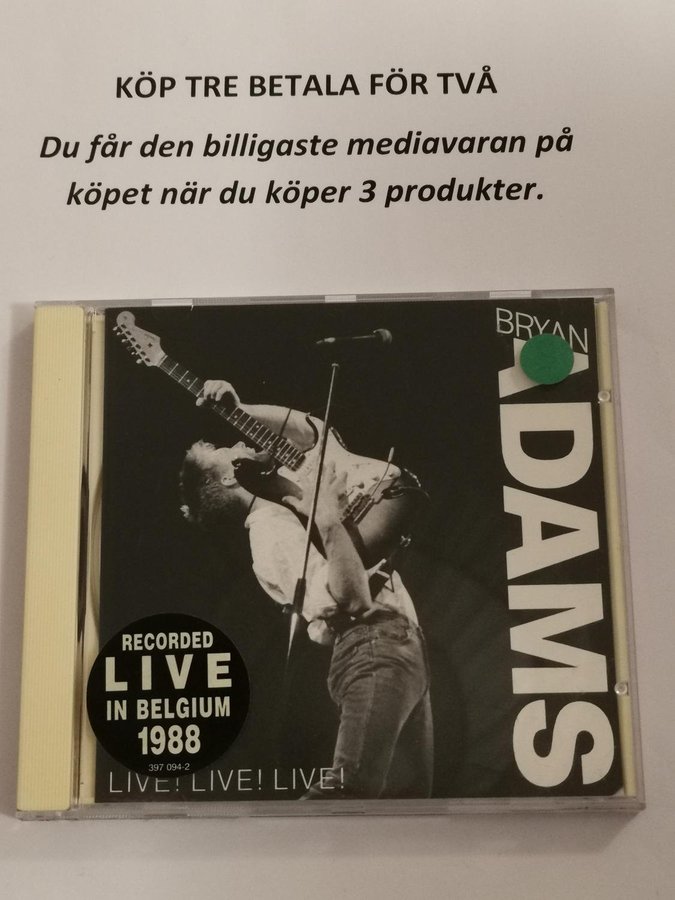 KÖP TRE BETALA FÖR TVÅ
Du får den billigaste mediavaran på
köpet när du köper 3 produkter.
BRYAN
ADAMS
RECORDED
LIVE
IN BELGIUM
1988
397 094-2
LIVE! LIVE! LIVE!